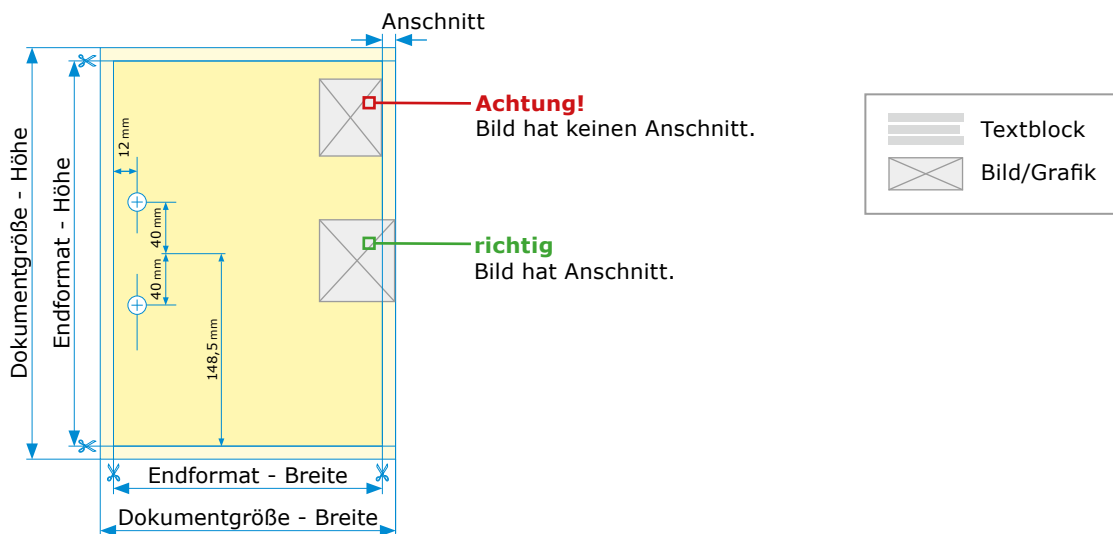 Anschnitt
Achtung!
Bild hat keinen Anschnitt.
Textblock
Bild/Grafik
Dokumentgröße - Höhe
Endformat - Höhe
12 mm
40 mm
40 mm
148,5 mm
richtig
Bild hat Anschnitt.
Endformat - Breite
Dokumentgröße - Breite